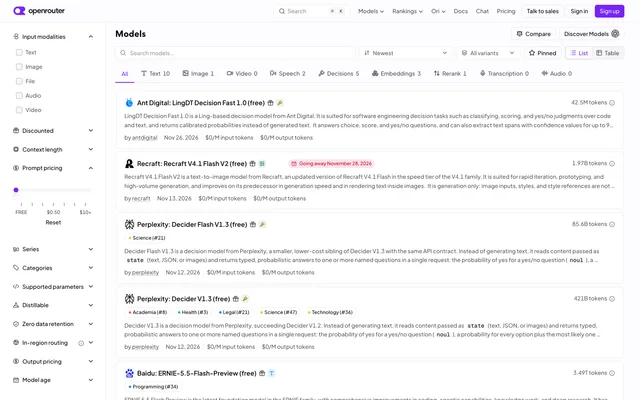 openrouter
Search
Models
Rankings
Ori
Docs
Chat
Pricing
Talk to sales
Sign in
Sign up
Input modalities
Text
Image
File
Audio
Video
Discounted
Context length
Prompt pricing
FREE $0.50 $10+
Reset
Series
Categories
Supported parameters
Distillable
Zero data retention
In-region routing
Output pricing
Model age
Models
Compare
Discover Models
Search models...
Newest
All variants
Pinned
List
Table
All
Text 10
Image 1
Video 0
Speech 2
Decisions 5
Embeddings 3
Rerank 1
Transcription 0
Audio 0
Ant Digital: LingDT Decision Fast 1.0 (free)
42.5M tokens
LingDT Decision Fast 1.0 is a Ling-based decision model from Ant Digital. It is suited for software engineering decision tasks such as classifying, scoring, and yes/no judgments over code
and text, and returns calibrated probabilities instead of generated text. It answers choice, score, and yes/no questions, and can also extract text spans with confidence values for up to 9...
by antdigital Nov 26, 2026 $0/M input tokens $0/M output tokens
Recraft: Recraft V4.1 Flash V2 (free)
Going away November 28, 2026
1.97B tokens
Recraft V4.1 Flash V2 is a text-to-image model from Recraft, an updated version of Recraft V4.1 Flash in the speed tier of the V4.1 family. It is suited for rapid iteration, prototyping, and
high-volume generation, and improves on its predecessor in generation speed and in rendering text inside images. It is generation only: image inputs, styles, and style references are not ...
by recraft Nov 13, 2026 $0/M input tokens $0/M output tokens
Perplexity: Decider Flash V1.3 (free)
85.6B tokens
Science (#21)
Decider Flash V1.3 is a decision model from Perplexity, a smaller, lower-cost sibling of Decider V1.3 with the same API contract. Instead of generating text, it reads content passed as
state (text, JSON, or images) and returns typed, probabilistic answers to one or more named questions in a single request: the probability of yes for a yes/no question ( noul ), a ...
by perplexity Nov 12, 2026 $0/M input tokens $0/M output tokens
Perplexity: Decider V1.3 (free)
421B tokens
Academia (#8) Health (#3) Legal (#21) Science (#47) Technology (#36)
Decider V1.3 is a decision model from Perplexity, succeeding Decider V1.2. Instead of generating text, it reads content passed as state (text, JSON, or images) and returns typed,
probabilistic answers to one or more named questions in a single request: the probability of yes for a yes/no question ( noul ), a probability for every option plus the most likely one ...
by perplexity Nov 12, 2026 $0/M input tokens $0/M output tokens
Baidu: ERNIE-5.5-Flash-Preview (free)
3.49T tokens
Programming (#34)